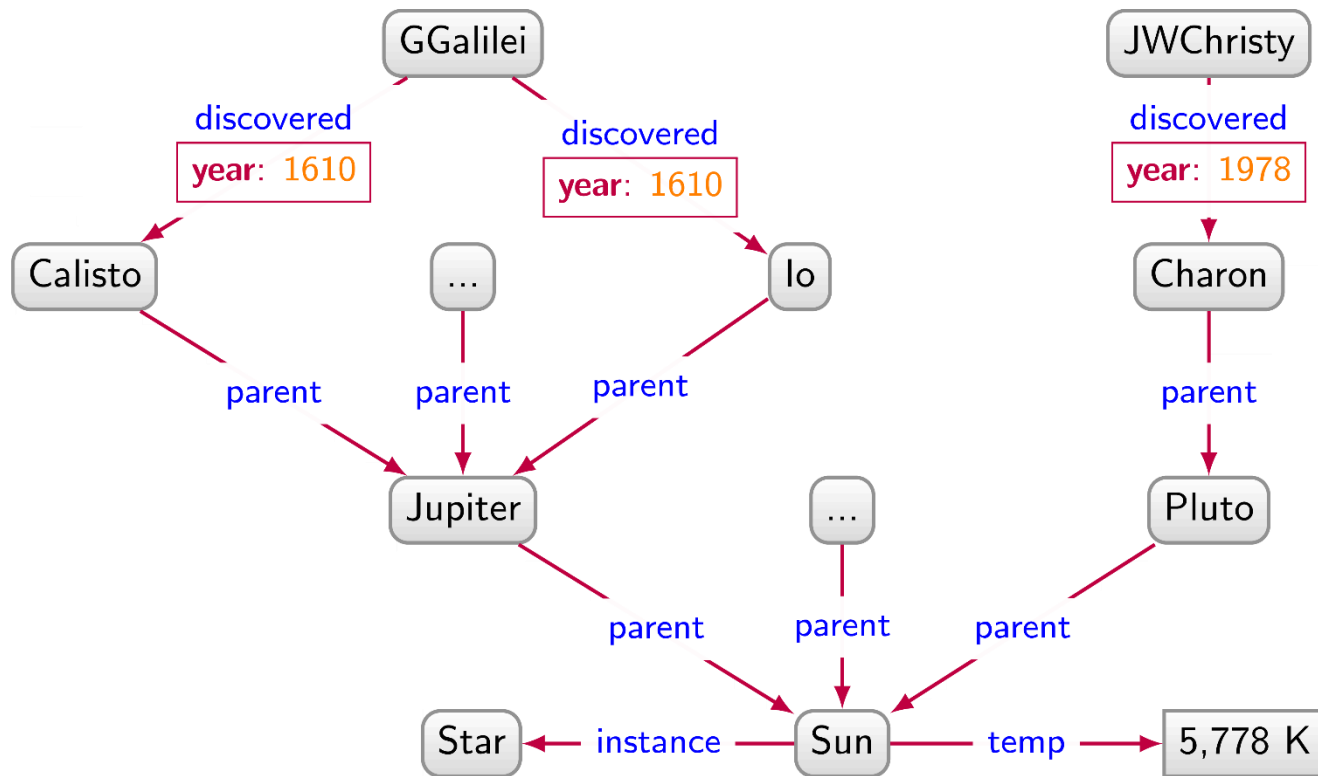 GGalilei
JWChristy
discovered
discovered
discovered
year: 1610
year: 1610
year: 1978
Calisto
...
Io
Charon
parent
parent
parent
parent
Jupiter
...
Pluto
parent
parent
parent
Star
instance
Sun
temp
5,778 K